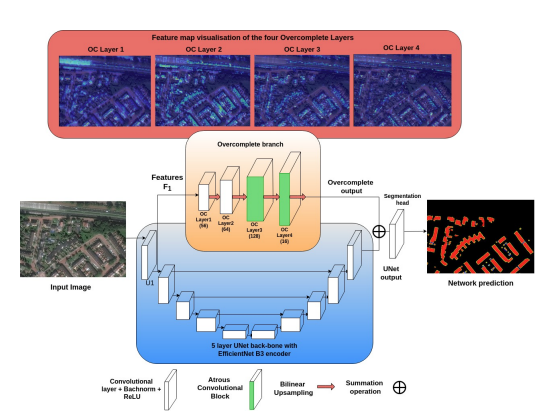 Feature map visualisation of the four Overcomplete Layers
OC Layer 1
OC Layer 2
OC Layer 3
OC Layer 4
Overcomplete branch
Features
F1
Overcomplete
output
OC
Layer1
(56)
OC
Layer2
(64)
OC
Layer3
(128)
OC
Layer4
(16)
Segmentation
head
Input Image
U1
UNet
output
Network prediction
5 layer UNet back-bone with
EfficientNet B3 encoder
Convolutional
layer + Bachnorm +
ReLU
Atrous
Convolutional
Block
Bilinear
Upsampling
Summation
operation